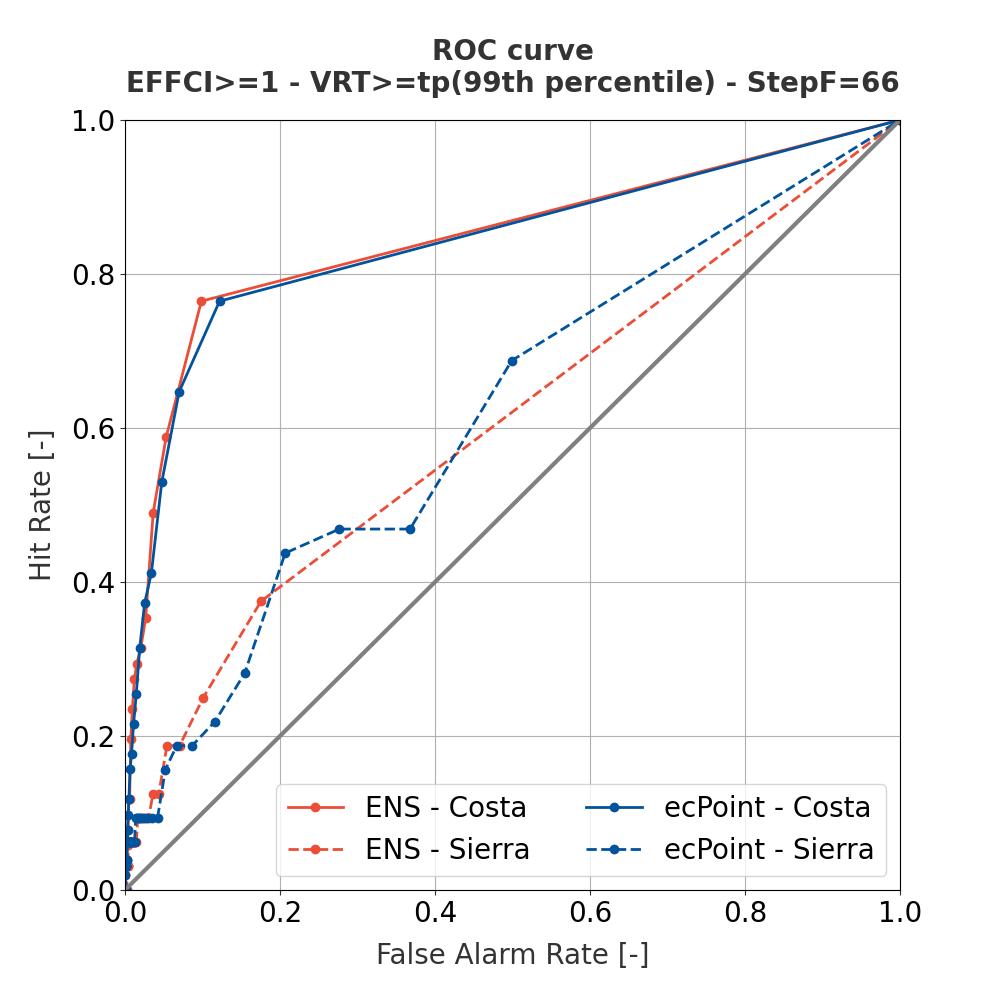 ROC curve
EFFCI>=1 - VRT>=tp(99th percentile) - StepF=66
1.0
0.8
0.6
0.4
0.2
0.0
Hit Rate [-]
ENS - Costa
ENS - Sierra
ecPoint - Costa
ecPoint - Sierra
0.0 0.2 0.4 0.6 0.8 1.0
False Alarm Rate [-]